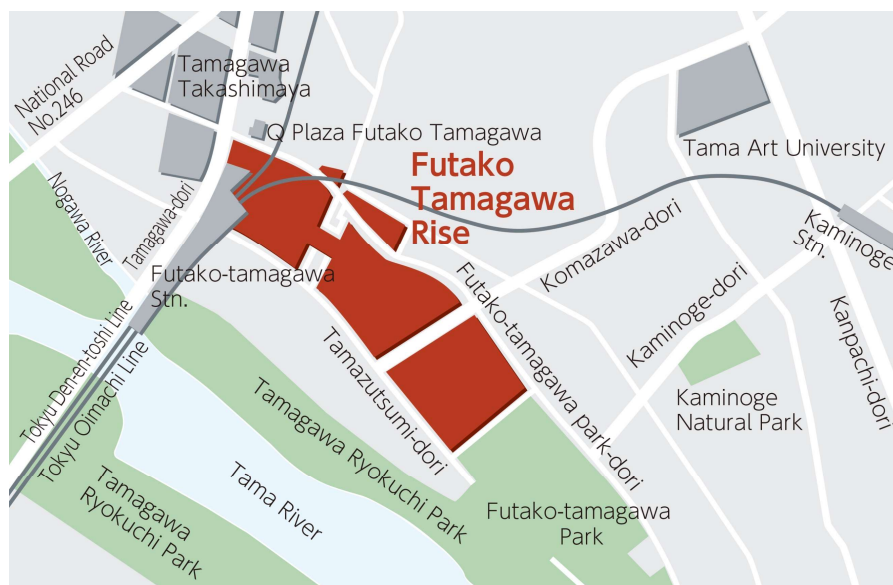 National Road
No.246
Tamagawa
Takashimaya
Q Plaza Futako Tamagawa
Futako
Tamagawa
Rise
Tama Art University
Kaminoge
Stn.
Nogawa River
Tamagawa-dori
Futako-tamagawa
Stn.
Komazawa-dori
Kaminoge-dori
Kanpachi-dori
Futako-tamagawa park-dori
Tokyu Den-en-toshi Line
Tokyu Oimachi Line
Tamazutsumi-dori
Kaminoge
Natural Park
Tamagawa Ryokuchi Park
Tama River
Tamagawa
Ryokuchi Park
Futako-tamagawa
Park